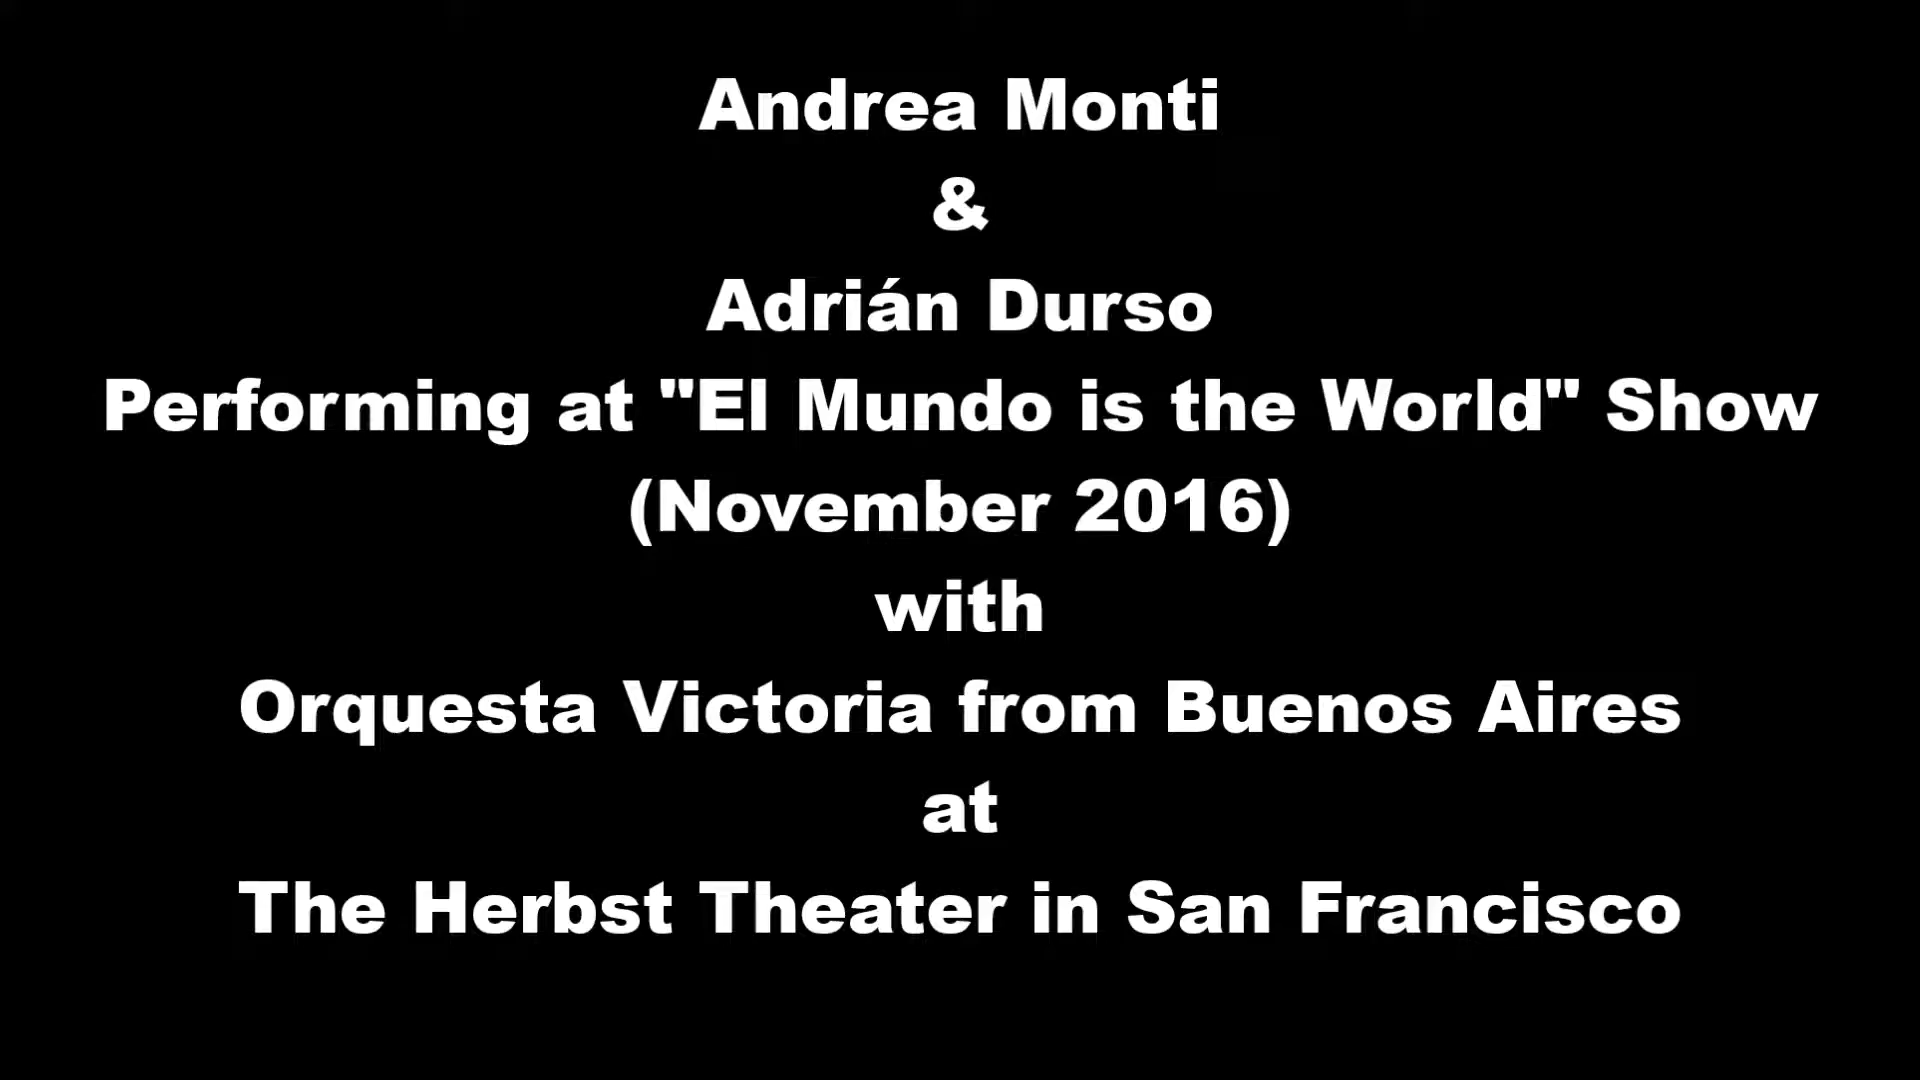 Andrea Monti
&
Adrián Durso
Performing at "El Mundo is the World" Show
(November 2016)
with
Orquesta Victoria from Buenos Aires
at
The Herbst Theater in San Francisco